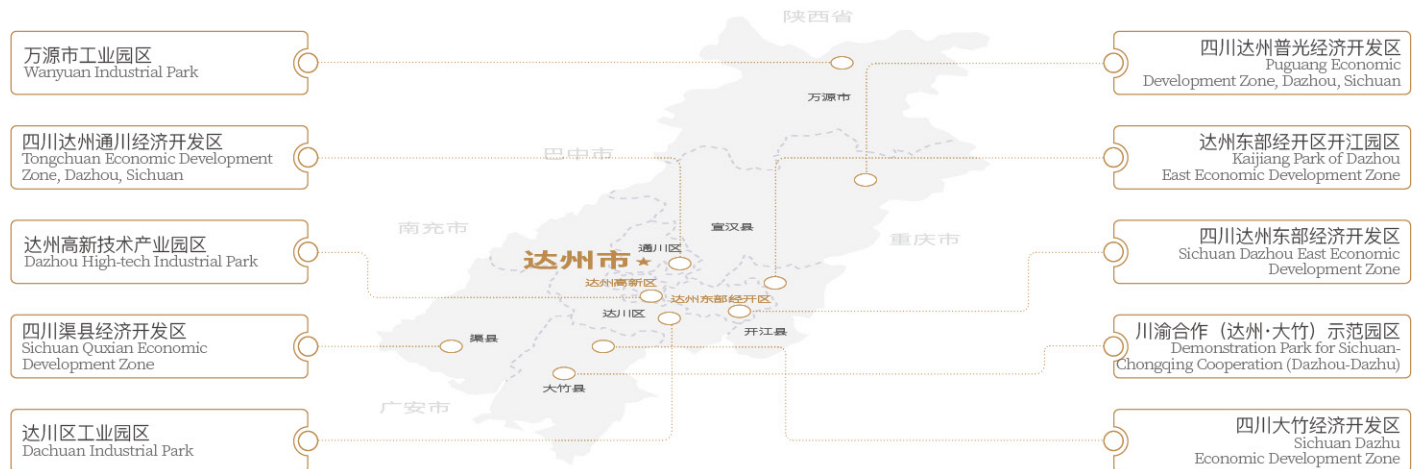 万源市工业园区
Wanyuan Industrial Park
四川达州通川经济开发区
Tongchuan Economic Development
Zone, Dazhou, Sichuan
达州高新技术产业园区
Dazhou High-tech Industrial Park
四川渠县经济开发区
Sichuan Quxian Economic
Development Zone
达川区工业园区
Dachuan Industrial Park
陕西省
万源市
巴中市
南充市
宣汉县
通川区
重庆市
达州市
达州高新区
达州东部经开区
达川区
开江县
渠县
大竹县
广安市
四川达州普光经济开发区
Puguang Economic
Development Zone, Dazhou, Sichuan
达州东部经开区开江园区
Kaijiang Park of Dazhou
East Economic Development Zone
四川达州东部经济开发区
Sichuan Dazhou East Economic
Development Zone
川渝合作（达州·大竹）示范园区
Demonstration Park for Sichuan-
Chongqing Cooperation (Dazhou-Dazhu)
四川大竹经济开发区
Sichuan Dazhu
Economic Development Zone